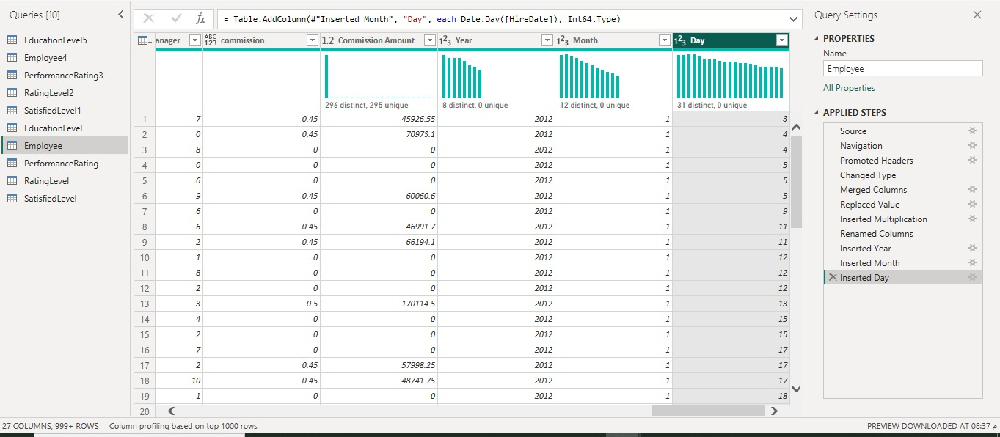 Queries [10]
EducationLevel5
Employee4
PerformanceRating3
RatingLevel2
SatisfiedLevel1
EducationLevel
Employee
PerformanceRating
RatingLevel
SatisfiedLevel
fx = Table.AddColumn(#"Inserted Month", "Day", each Date.Day([HireDate]), Int64.Type)
anager ABC 123 commission 1.2 Commission Amount 1²3 Year 1²3 Month 1²3 Day
296 distinct, 295 unique 8 distinct, 0 unique 12 distinct, 0 unique 31 distinct, 0 unique
1 7 0.45 45926.55 2012 1 3
2 0 0.45 70973.1 2012 1 4
3 8 0 0 2012 1 4
4 0 0 0 2012 1 5
5 6 0 0 2012 1 5
6 9 0.45 60060.6 2012 1 5
7 6 0 0 2012 1 9
8 6 0.45 46991.7 2012 1 11
9 2 0.45 66194.1 2012 1 11
10 1 0 0 2012 1 12
11 8 0 0 2012 1 12
12 2 0 0 2012 1 12
13 3 0.5 170114.5 2012 1 13
14 4 0 0 2012 1 15
15 2 0 0 2012 1 15
16 7 0 0 2012 1 17
17 2 0.45 57998.25 2012 1 17
18 10 0.45 48741.75 2012 1 17
19 1 0 0 2012 1 18
20
Query Settings
PROPERTIES
Name
Employee
All Properties
APPLIED STEPS
Source
Navigation
Promoted Headers
Changed Type
Merged Columns
Replaced Value
Inserted Multiplication
Renamed Columns
Inserted Year
Inserted Month
Inserted Day
27 COLUMNS, 999+ ROWS Column profiling based on top 1000 rows PREVIEW DOWNLOADED AT 08:37 م